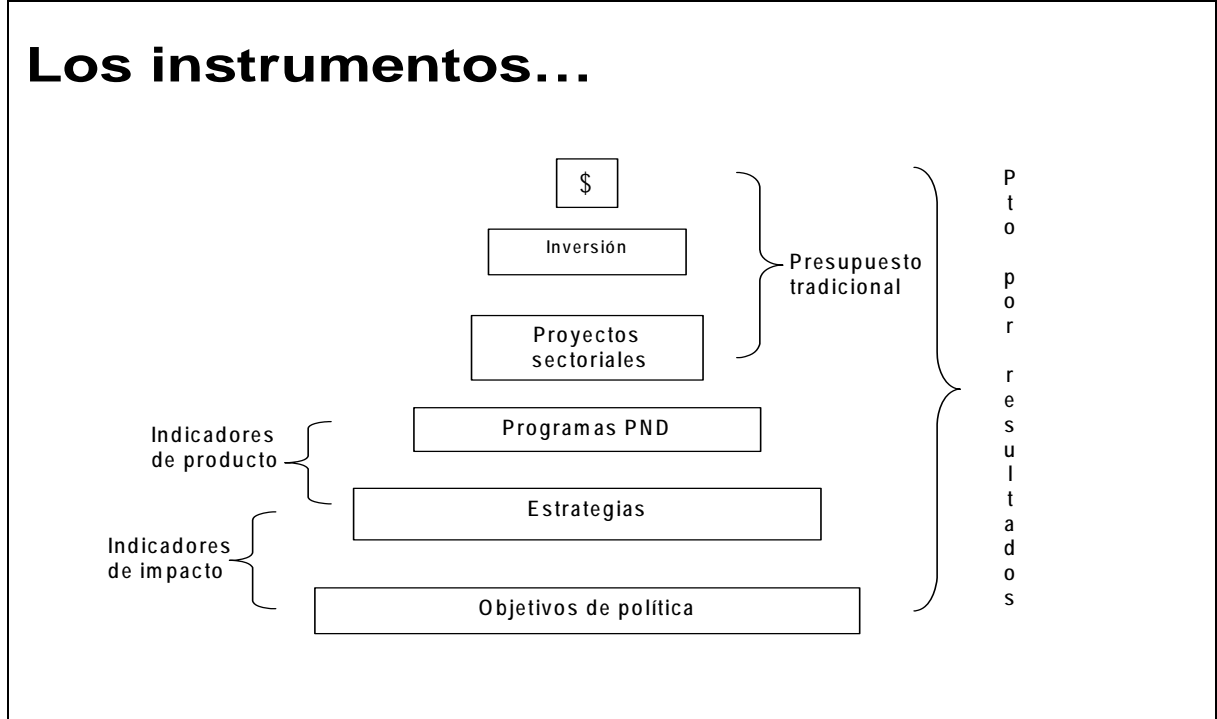 Los instrumentos...
$
Inversión
Proyectos
sectoriales
Presupuesto
tradicional
Programas PND
Estrategias
Objetivos de política
Indicadores
de producto
Indicadores
de impacto
Pto por resultados